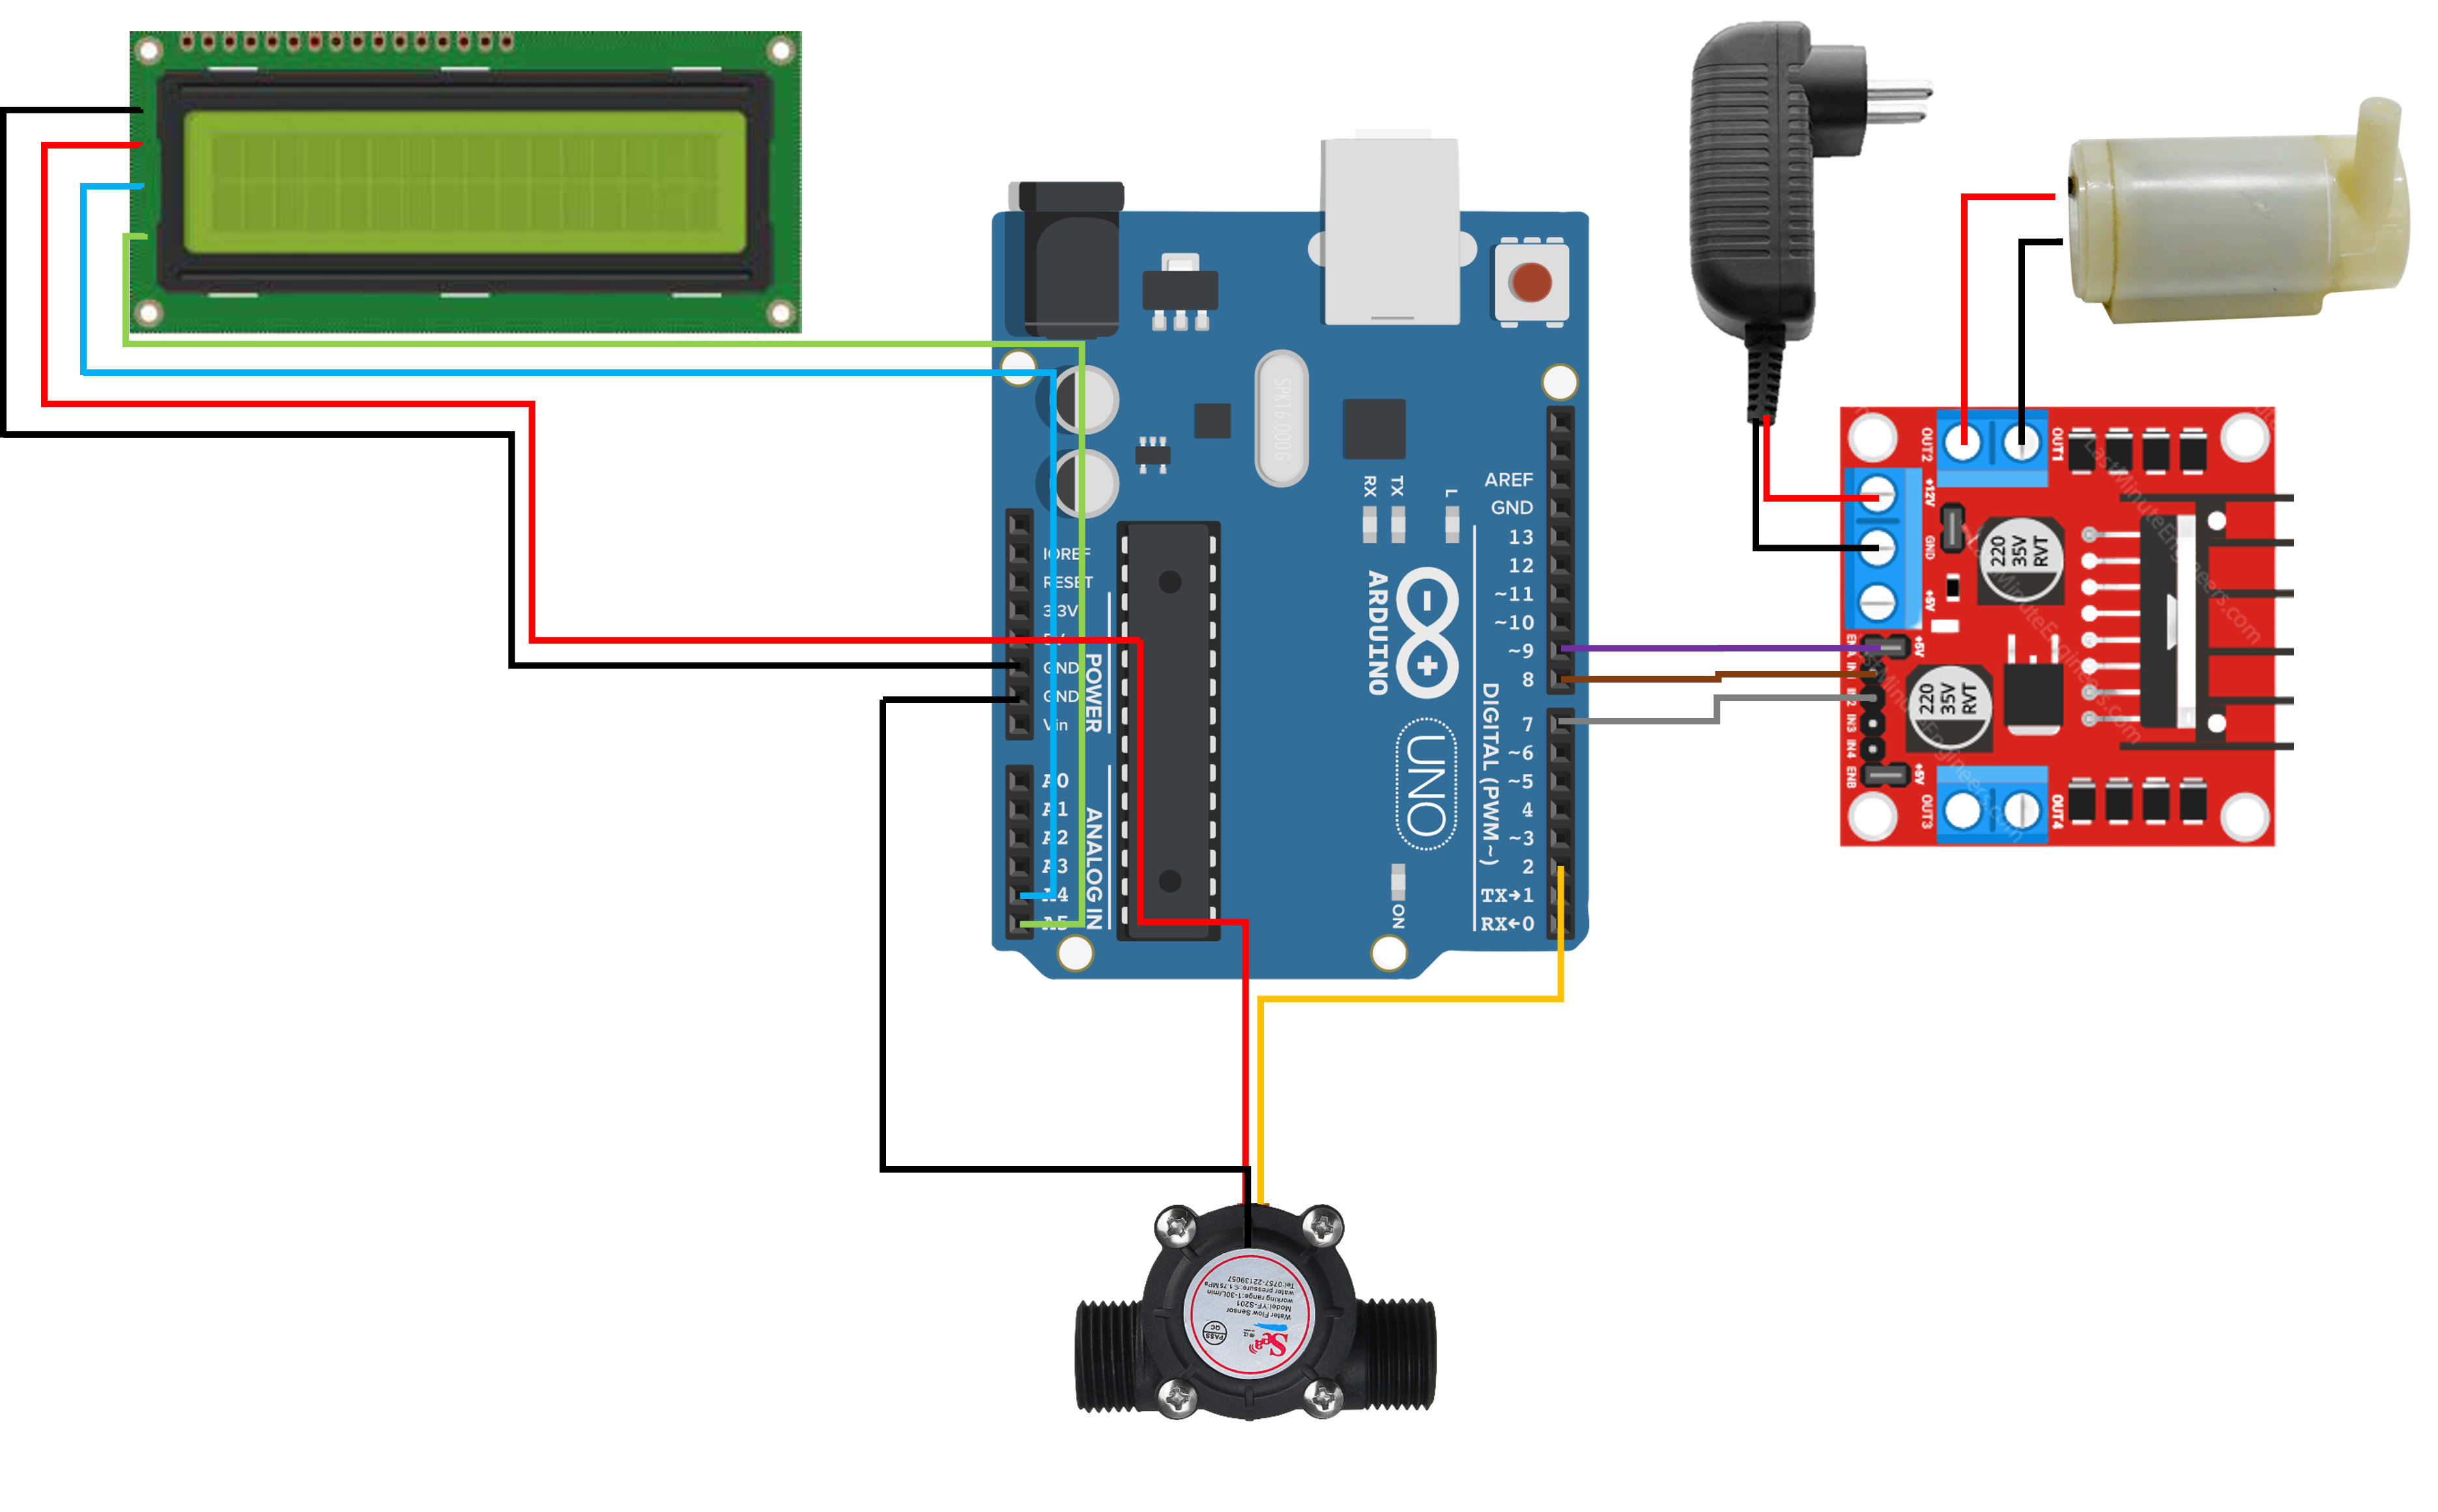 SPK16.000G
AREF
GND
13
12
~11
~10
~9
8
7
~6
~5
4
~3
2
TX→1
RX←0
DIGITAL (PWM~)
RX
TX
L
ARDUINO
UNO
ON
IOREF
RESET
3.3V
5V
GND
GND
Vin
POWER
A0
A1
A2
A3
A4
A5
ANALOG IN
OUT2
OUT1
+12V
GND
+5V
+5V
IN3
IN4
ENB
+5V
OUT3
OUT4
220
35V
RVT
220
35V
RVT
LastMinuteEngineers.com
LastMinuteEngineers.com
Sea
Water Flow Sensor
Model:YF-S201
working range:1-30L/min
water pressure:≤1.75MPa
Tel:0757-22139057
PASS
QC